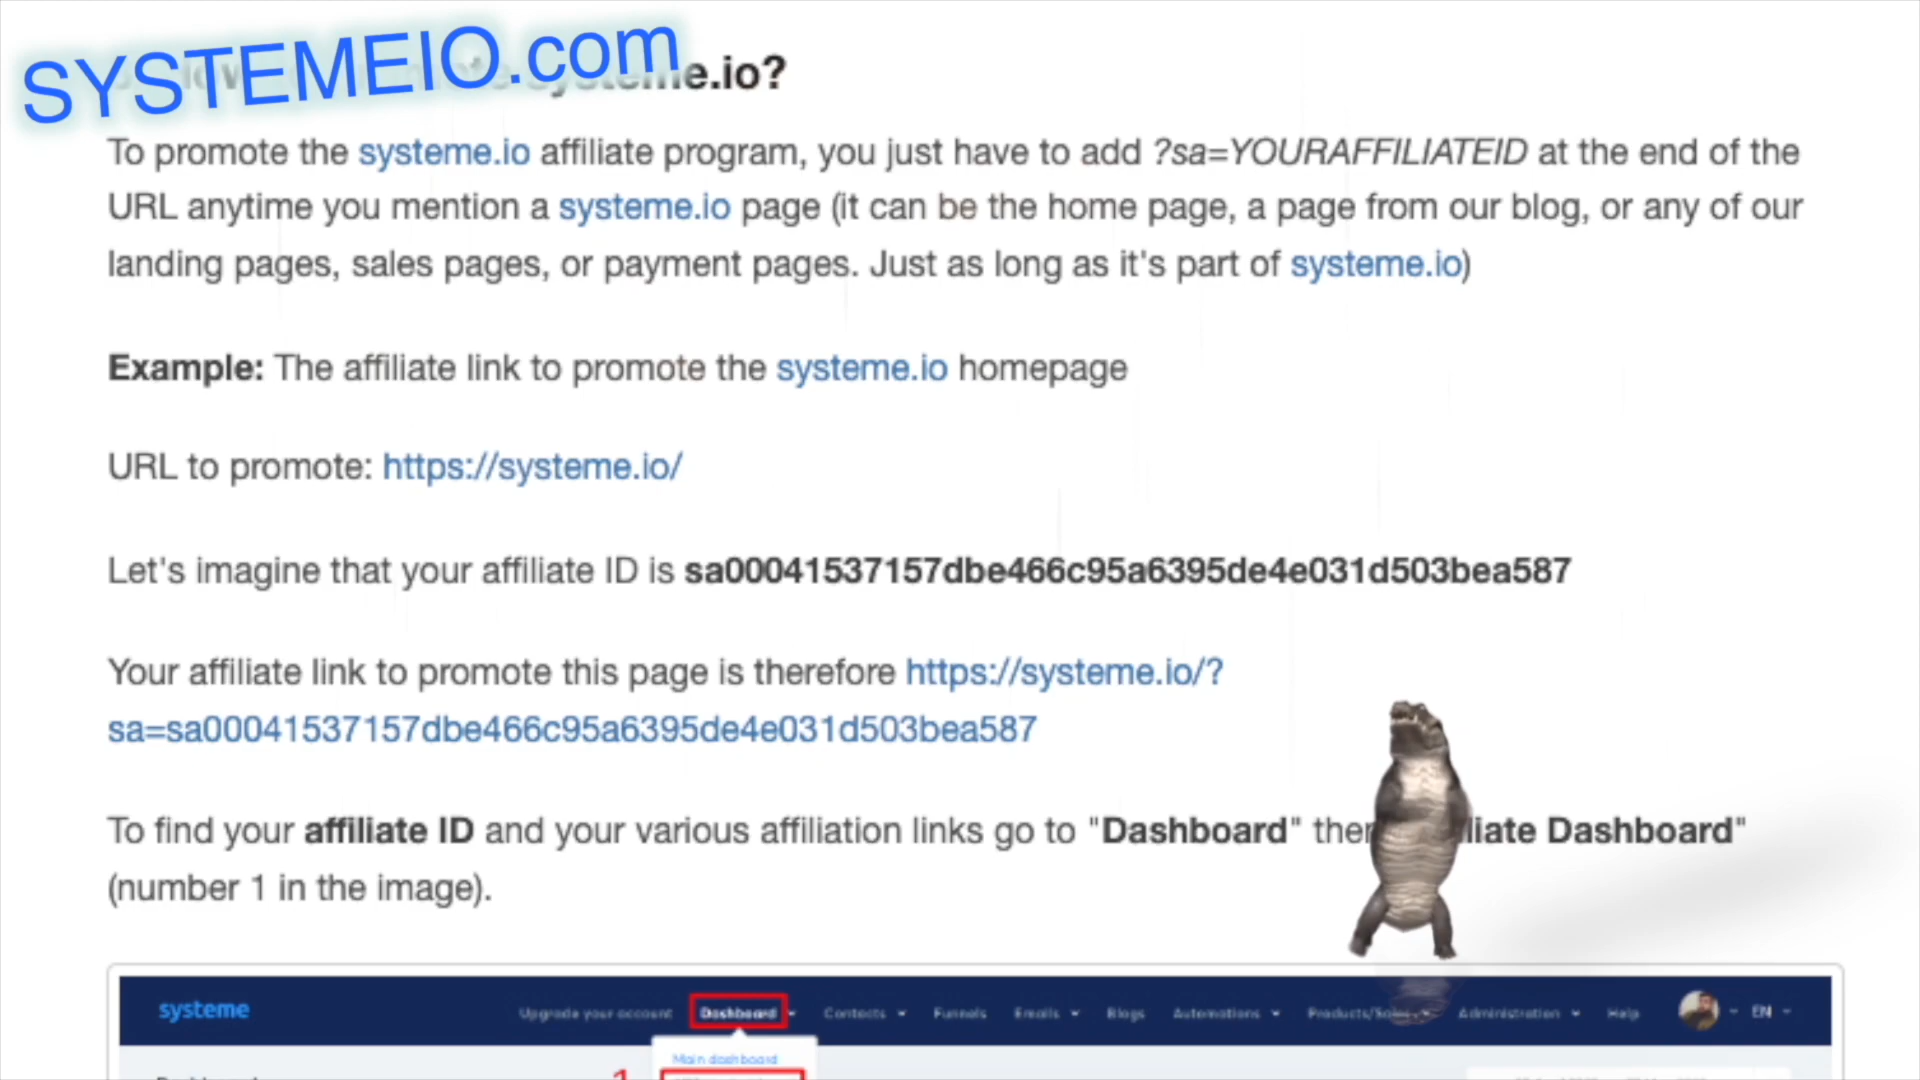 SYSTEMEIO.com
systeme.io?
To promote the systeme.io affiliate program, you just have to add ?sa=YOURAFFILIATEID at the end of the
URL anytime you mention a systeme.io page (it can be the home page, a page from our blog, or any of our
landing pages, sales pages, or payment pages. Just as long as it's part of systeme.io)
Example: The affiliate link to promote the systeme.io homepage
URL to promote: https://systeme.io/
Let's imagine that your affiliate ID is sa00041537157dbe466c95a6395de4e031d503bea587
Your affiliate link to promote this page is therefore https://systeme.io/?
sa=sa00041537157dbe466c95a6395de4e031d503bea587
To find your affiliate ID and your various affiliation links go to "Dashboard" then liate Dashboard"
(number 1 in the image).
systeme Upgrade your account Dashboard Contacts Funnels Emails Blogs Automations Products/Sales Administration Help EN
Main dashboard
1